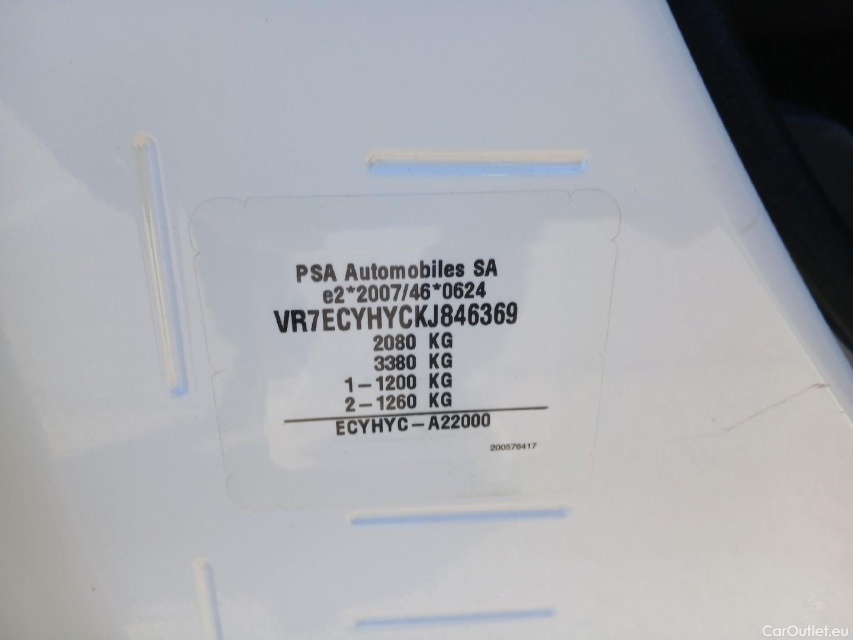 PSA Automobiles SA
e2*2007/46*0624
VR7ECYHYCKJ846369
2080 KG
3380 KG
1-1200 KG
2-1260 KG
ECYHYC-A22000
200576417
CarOutlet.eu